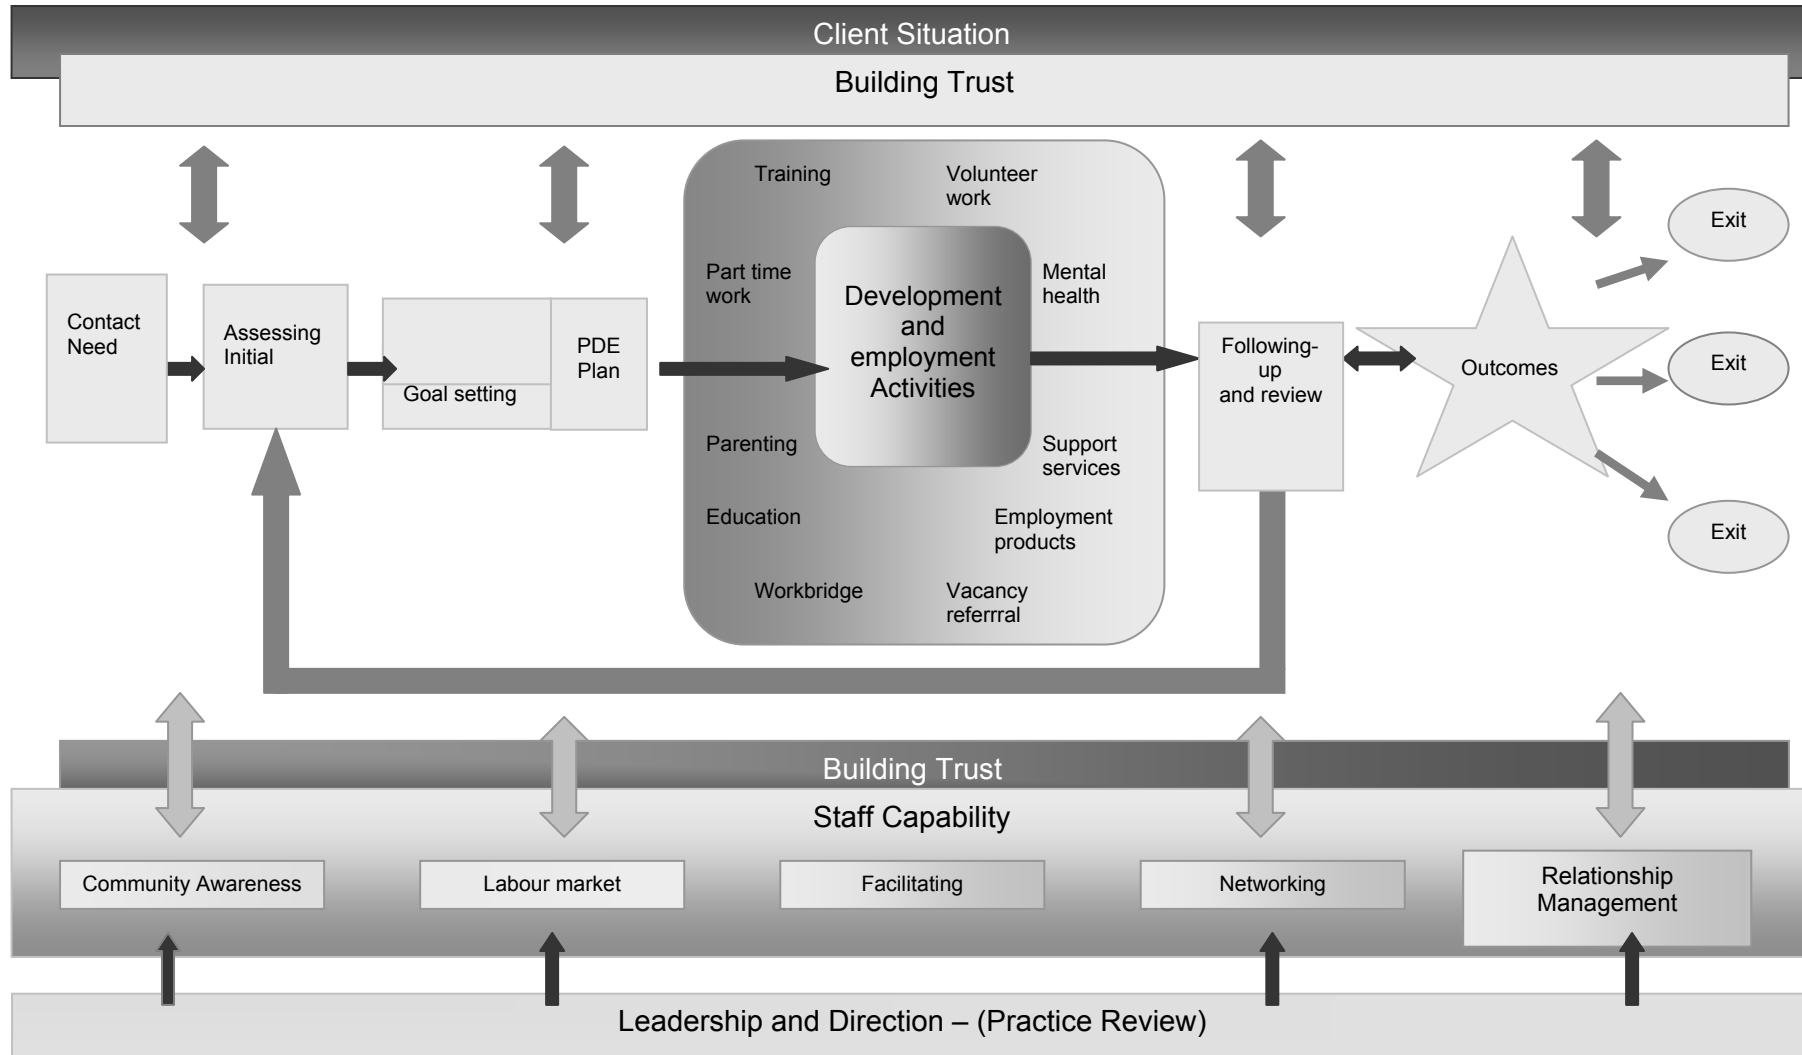 Client Situation
Building Trust
Training
Volunteer
work
Part time
work
Mental
health
Development
and
employment
Activities
Contact
Need
Assessing
Initial
Goal setting
PDE
Plan
Parenting
Support
services
Education
Employment
products
Workbridge
Vacancy
referrral
Following-
up
and review
Outcomes
Exit
Exit
Exit
Building Trust
Staff Capability
Community Awareness
Labour market
Facilitating
Networking
Relationship
Management
Leadership and Direction – (Practice Review)